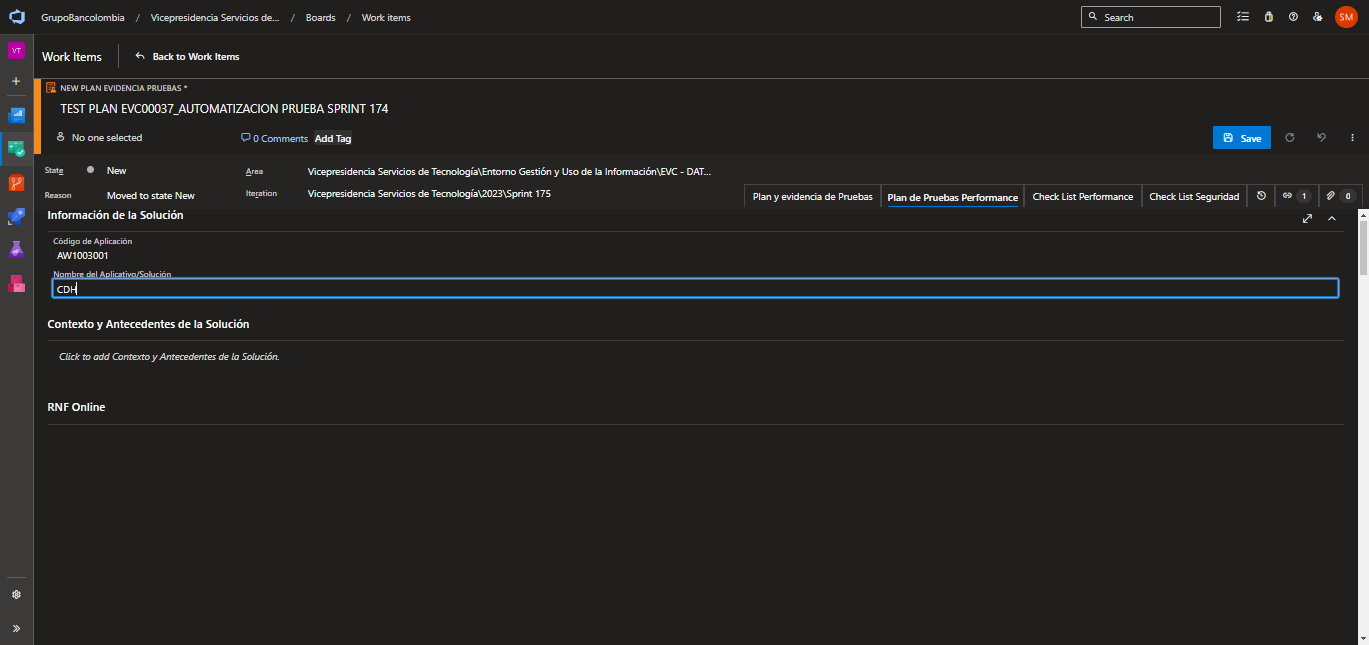 GrupoBancolombia / Vicepresidencia Servicios de... / Boards / Work items
Search
SM
VT
Work Items
Back to Work Items
NEW PLAN EVIDENCIA PRUEBAS *
TEST PLAN EVC00037_AUTOMATIZACION PRUEBA SPRINT 174
No one selected
0 Comments
Add Tag
Save
State
New
Area
Vicepresidencia Servicios de Tecnología\Entorno Gestión y Uso de la Información\EVC - DAT...
Reason
Moved to state New
Iteration
Vicepresidencia Servicios de Tecnología\2023\Sprint 175
Plan y evidencia de Pruebas
Plan de Pruebas Performance
Check List Performance
Check List Seguridad
1
0
Información de la Solución
Código de Aplicación
AW1003001
Nombre del Aplicativo/Solución
CDH
Contexto y Antecedentes de la Solución
Click to add Contexto y Antecedentes de la Solución.
RNF Online